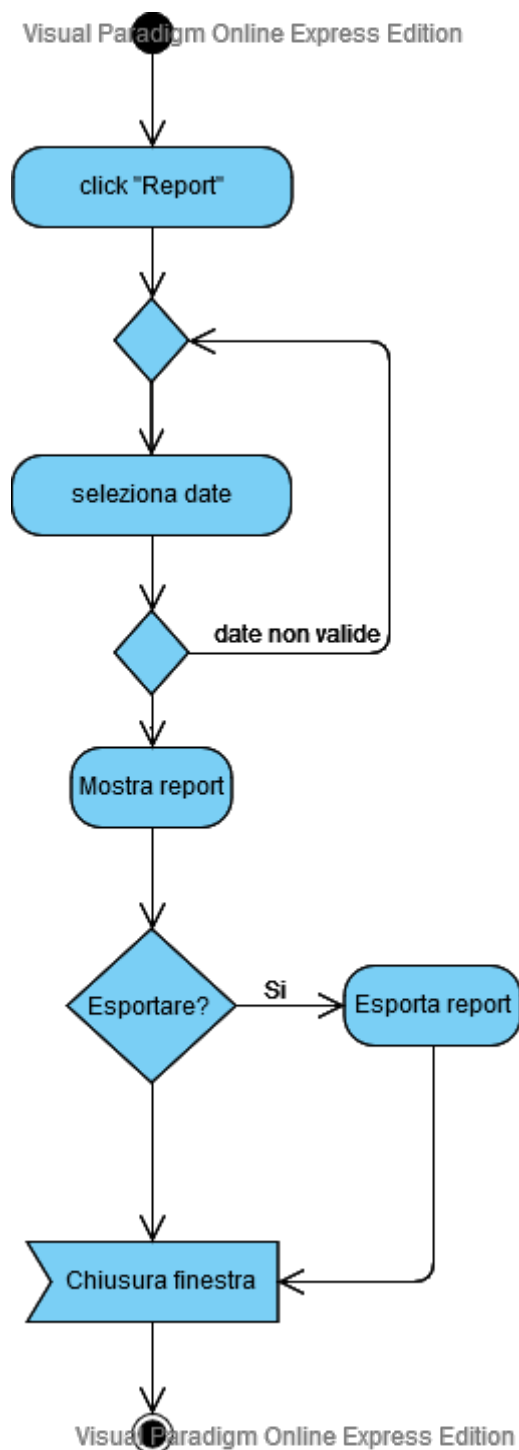 Visual Paradigm Online Express Edition
click "Report"
seleziona date
date non valide
Mostra report
Esportare?
Si
Esporta report
Chiusura finestra
Visual Paradigm Online Express Edition